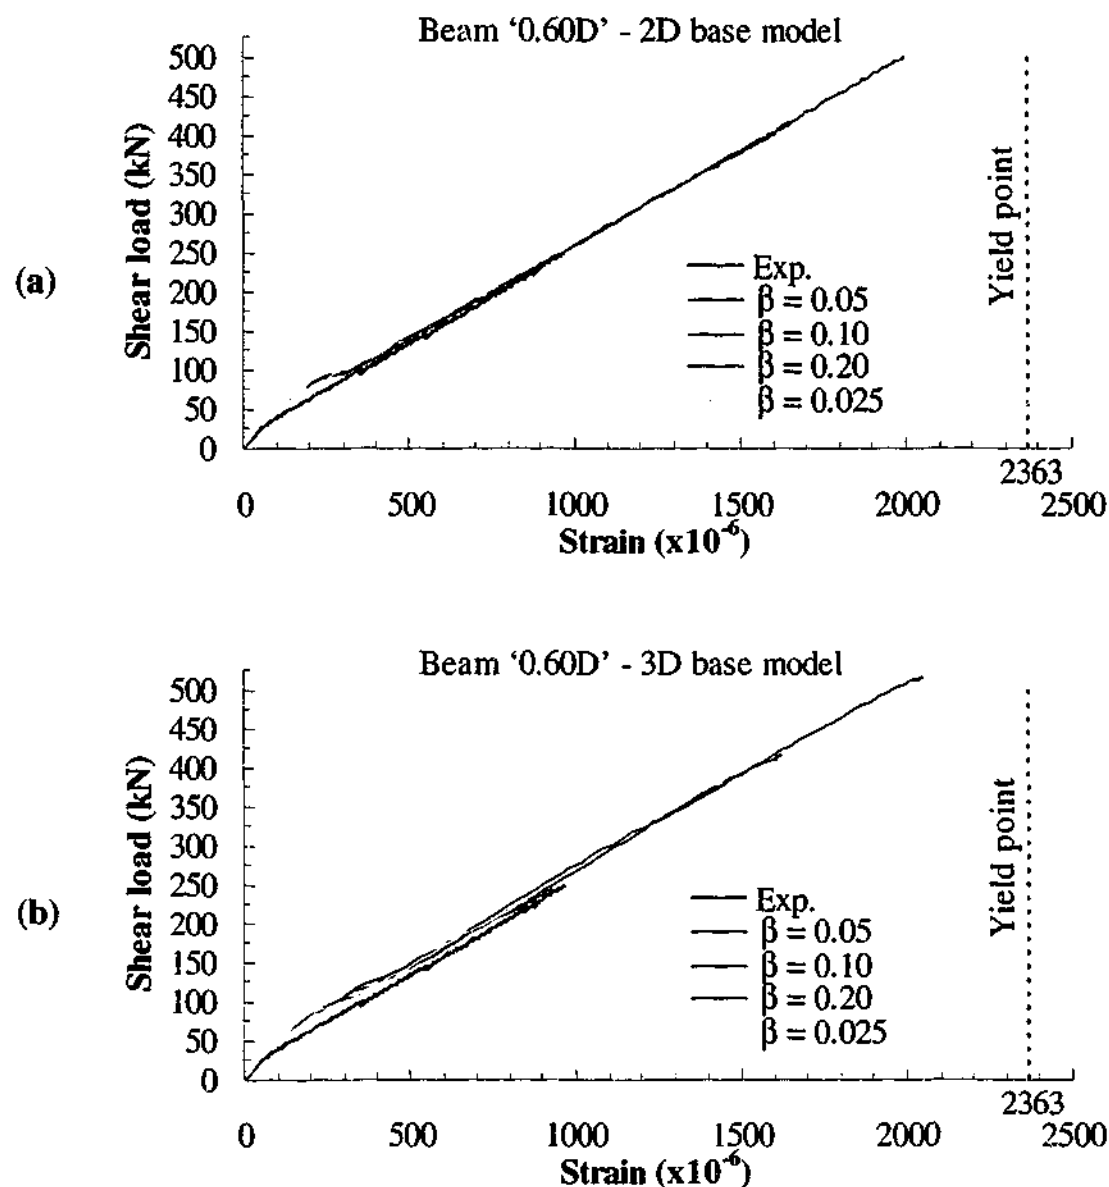 Beam ‘0.60D’ - 2D base model
500
450
400
350
300
250
200
150
100
50
0
Shear load (kN)
(a)
Exp.
β = 0.05
β = 0.10
β = 0.20
β = 0.025
Yield point
2363
0 500 1000 1500 2000 2500
Strain (x10⁻⁶)
Beam ‘0.60D’ - 3D base model
500
450
400
350
300
250
200
150
100
50
0
Shear load (kN)
(b)
Exp.
β = 0.05
β = 0.10
β = 0.20
β = 0.025
Yield point
2363
0 500 1000 1500 2000 2500
Strain (x10⁻⁶)